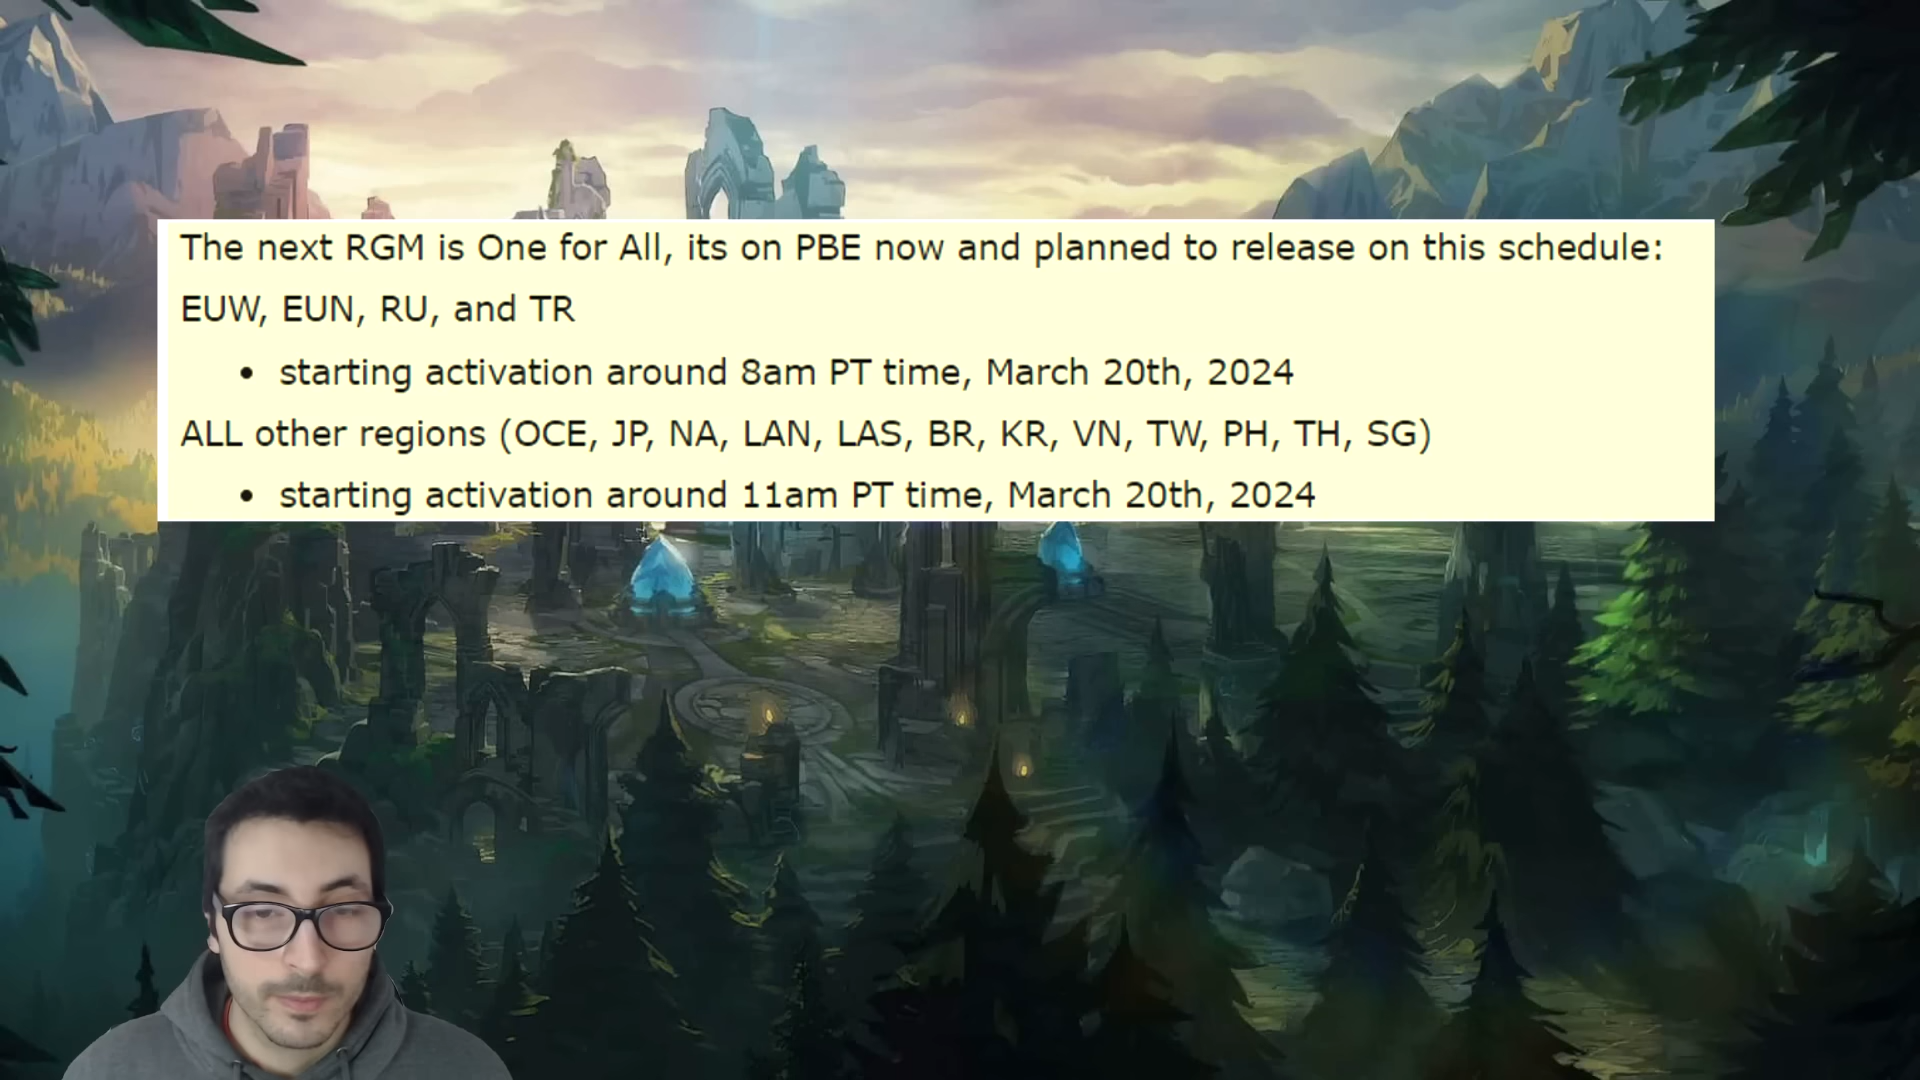 The next RGM is One for All, its on PBE now and planned to release on this schedule:
EUW, EUN, RU, and TR
• starting activation around 8am PT time, March 20th, 2024
ALL other regions (OCE, JP, NA, LAN, LAS, BR, KR, VN, TW, PH, TH, SG)
• starting activation around 11am PT time, March 20th, 2024